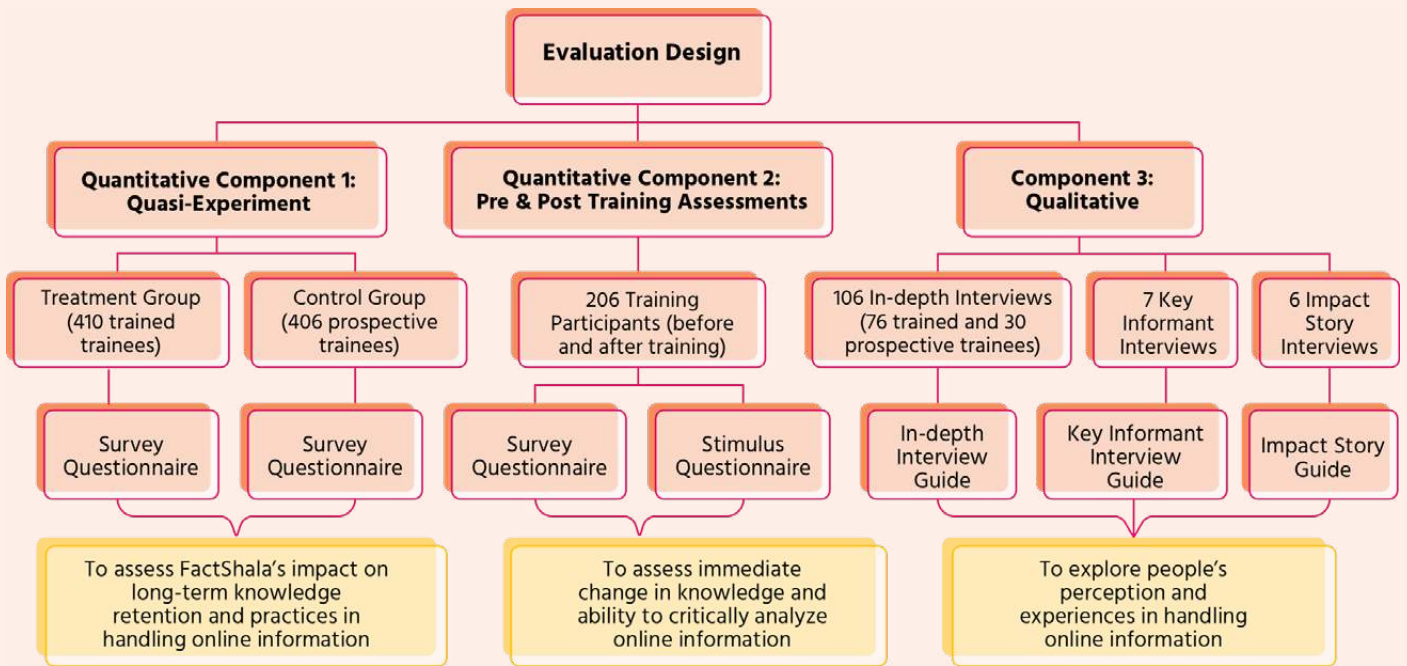 Evaluation Design
Quantitative Component 1:
Quasi-Experiment
Quantitative Component 2:
Pre & Post Training Assessments
Component 3:
Qualitative
Treatment Group
(410 trained
trainees)
Control Group
(406 prospective
trainees)
206 Training
Participants (before
and after training)
106 In-depth Interviews
(76 trained and 30
prospective trainees)
7 Key
Informant
Interviews
6 Impact
Story
Interviews
Survey
Questionnaire
Survey
Questionnaire
Survey
Questionnaire
Stimulus
Questionnaire
In-depth
Interview
Guide
Key Informant
Interview
Guide
Impact Story
Guide
To assess FactShala’s impact on
long-term knowledge
retention and practices in
handling online information
To assess immediate
change in knowledge and
ability to critically analyze
online information
To explore people’s
perception and
experiences in handling
online information